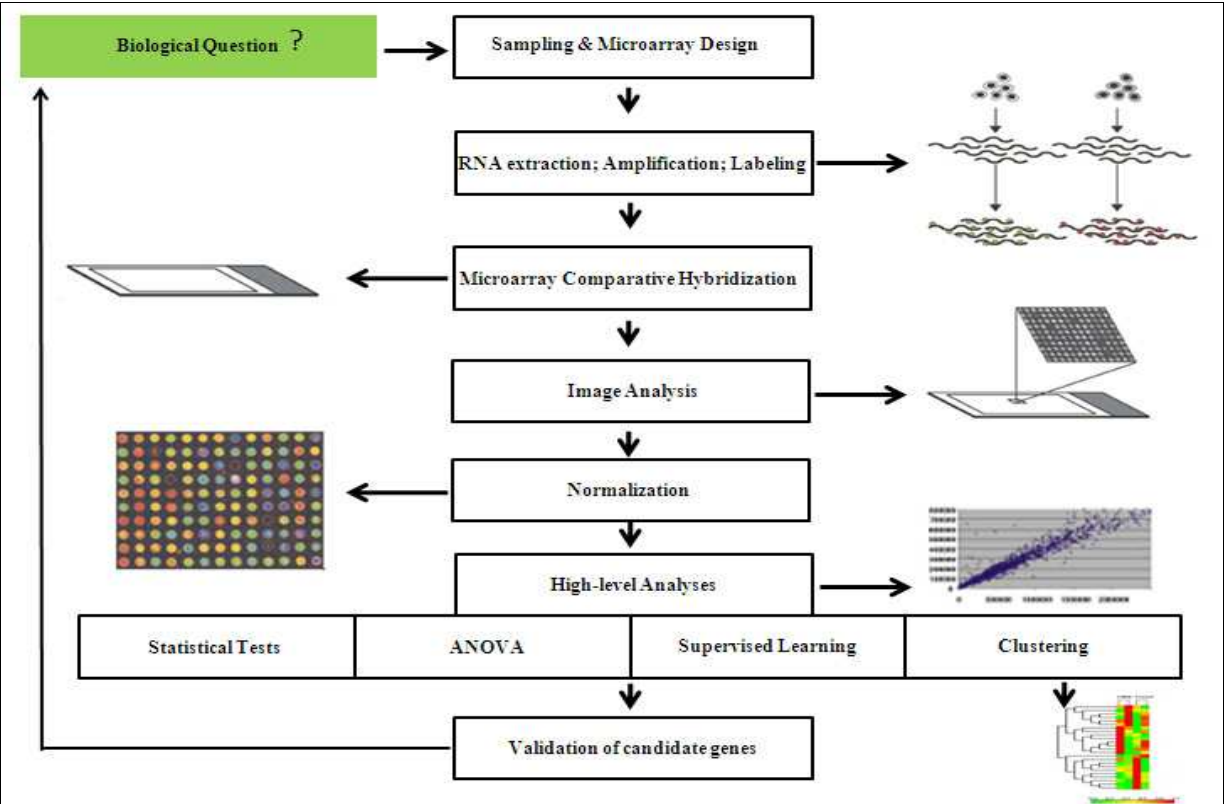 Biological Question ?
Sampling & Microarray Design
RNA extraction; Amplification; Labeling
Microarray Comparative Hybridization
Image Analysis
Normalization
High-level Analyses
Statistical Tests
ANOVA
Supervised Learning
Clustering
Validation of candidate genes